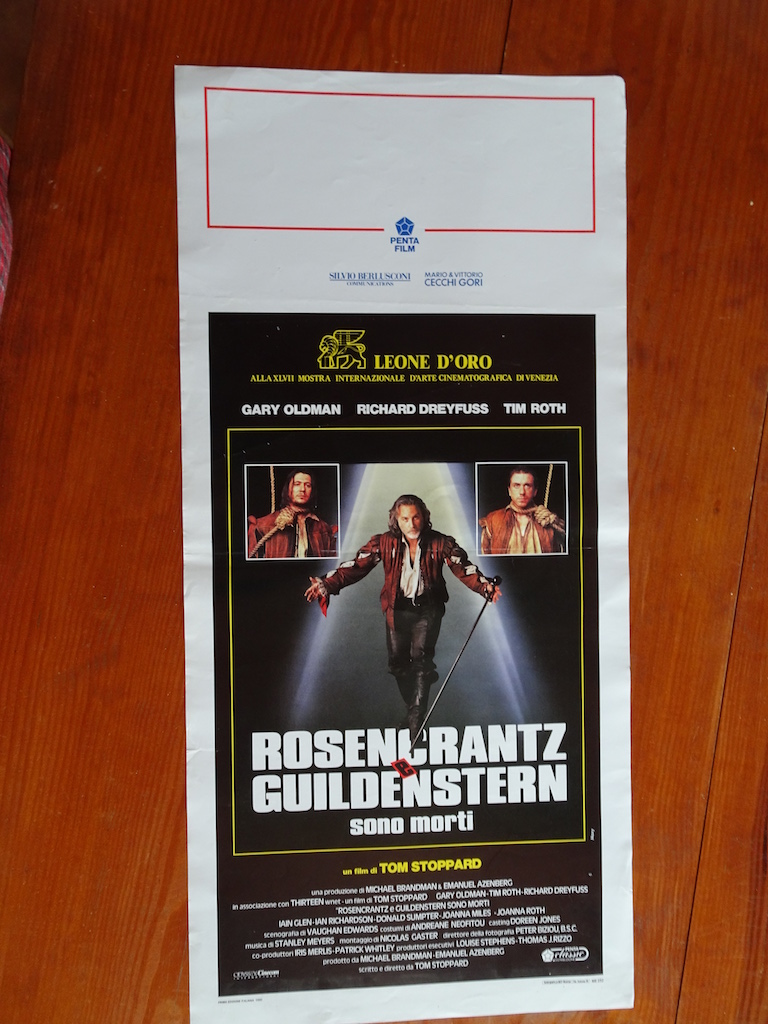 PENTA
FILM
SILVIO BERLUSCONI
COMMUNICATIONS
MARIO & VITTORIO
CECCHI GORI
LEONE D'ORO
ALLA XLVII MOSTRA INTERNAZIONALE D'ARTE CINEMATOGRAFICA DI VENEZIA
GARY OLDMAN RICHARD DREYFUSS TIM ROTH
ROSENCRANTZ
e
GUILDENSTERN
sono morti
un film di TOM STOPPARD
una produzione di MICHAEL BRANDMAN & EMANUEL AZENBERG
in associazione con THIRTEEN wnet - un film di TOM STOPPARD GARY OLDMAN-TIM ROTH-RICHARD DREYFUSS
"ROSENCRANTZ e GUILDENSTERN SONO MORTI
IAIN GLEN-IAN RICHARDSON-DONALD SUMPTER-JOANNA MILES-JOANNA ROTH
scenografia di VAUGHAN EDWARDS costumi di ANDREANE NEOFITOU casting DOREEN JONES
musica di STANLEY MEYERS montaggio di NICOLAS GASTER direttore della fotografia PETER BIZIOU, B.S.C.
co-produttori IRIS MERLIS-PATRICK WHITLEY produttori esecutivi LOUISE STEPHENS-THOMAS J.RIZZO
prodotto da MICHAEL BRANDMAN-EMANUEL AZENBERG
scritto e diretto da TOM STOPPARD
classic